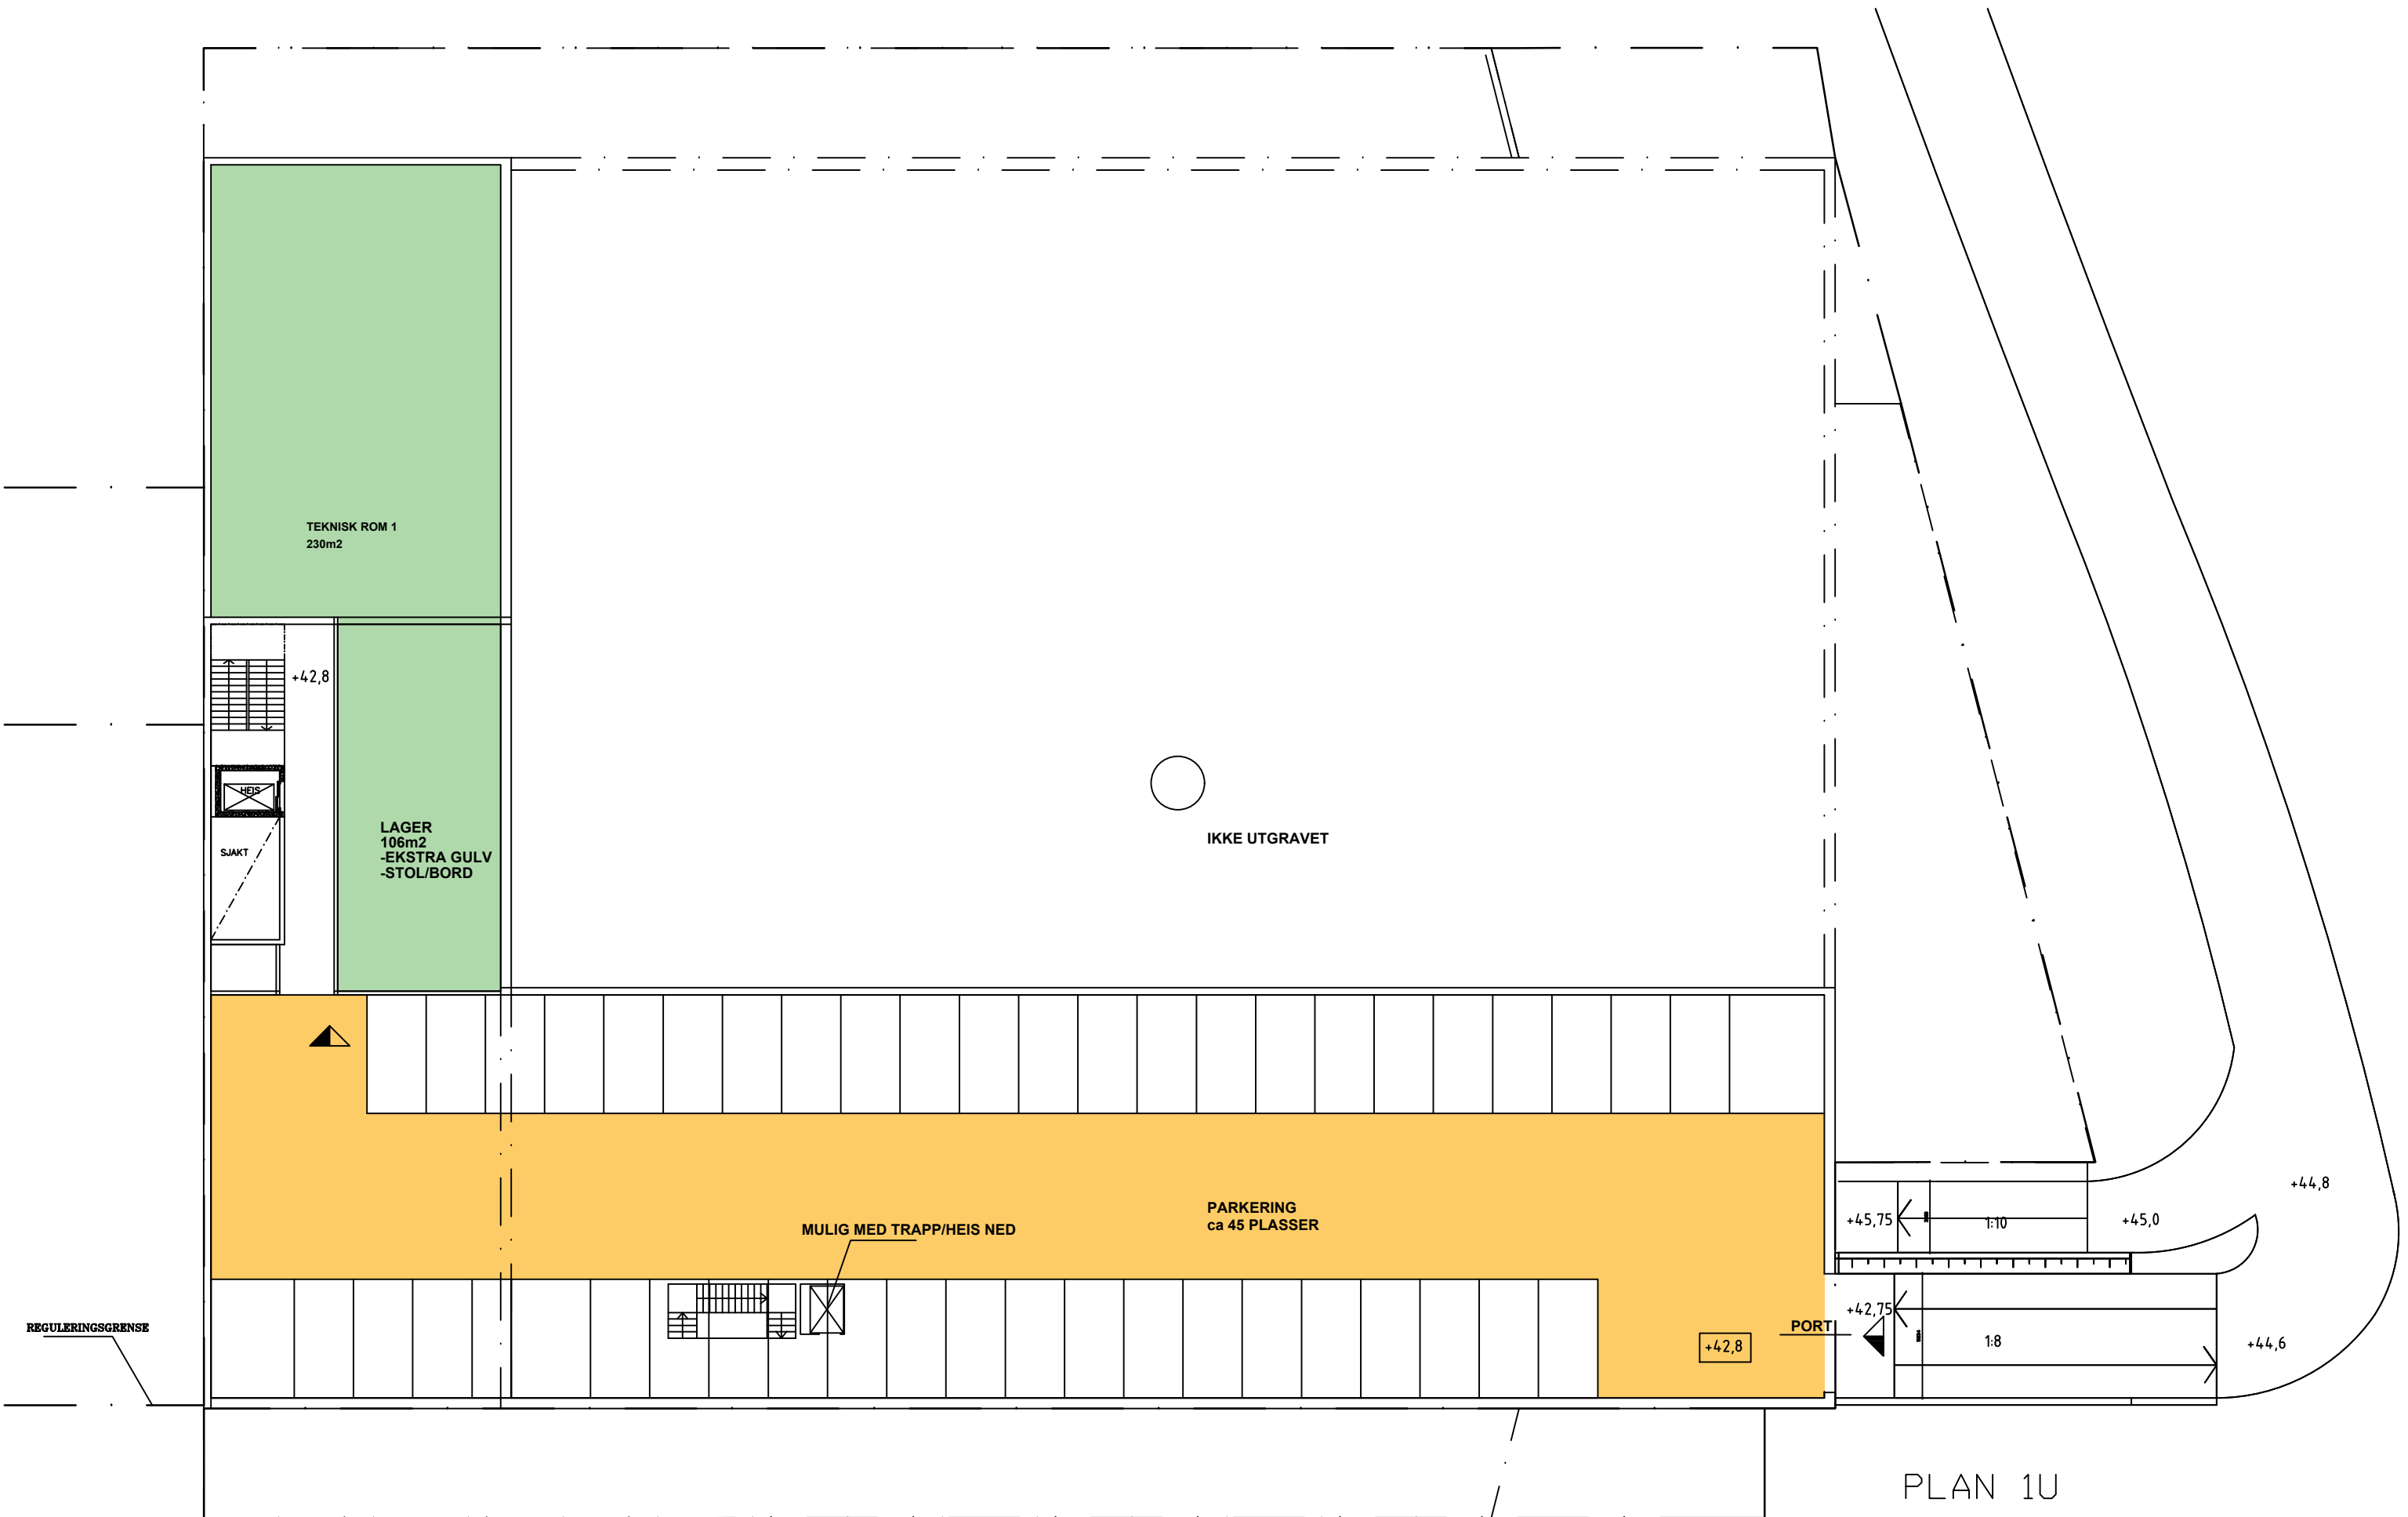 TEKNISK ROM 1
230m2
+42,8
HEIS
SJAKT
LAGER
106m2
-EKSTRA GULV
-STOL/BORD
IKKE UTGRAVET
PARKERING
ca 45 PLASSER
MULIG MED TRAPP/HEIS NED
+44,8
+45,75
1:10
+45,0
+42,75
PORT
+42,8
1:8
+44,6
REGULERINGSGRENSE
PLAN 1U